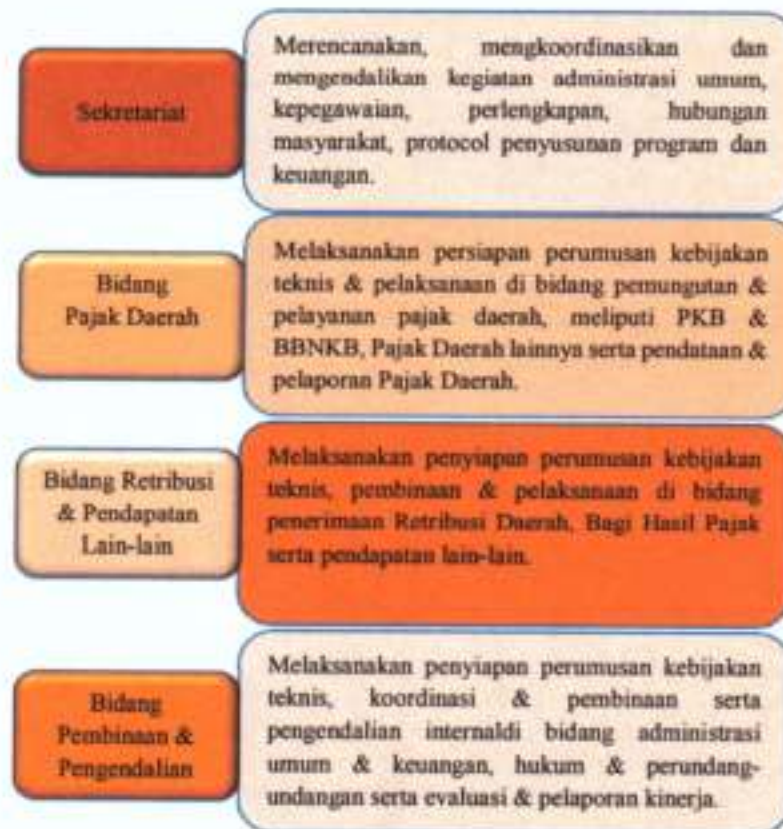 Sekretariat
Merencanakan, mengkoordinasikan dan
mengendalikan kegiatan administrasi umum,
kepegawaian, perlengkapan, hubungan
masyarakat, protocol penyusunan program dan
keuangan.
Bidang
Pajak Daerah
Melaksanakan persiapan perumusan kebijakan
teknis & pelaksanaan di bidang pemungutan &
pelayanan pajak daerah, meliputi PKB &
BBNKB, Pajak Daerah lainnya serta pendataan &
pelaporan Pajak Daerah.
Bidang Retribusi
& Pendapatan
Lain-lain
Melaksanakan penyiapan perumusan kebijakan
teknis, pembinaan & pelaksanaan di bidang
penerimaan Retribusi Daerah, Bagi Hasil Pajak
serta pendapatan lain-lain.
Bidang
Pembinaan &
Pengendalian
Melaksanakan penyiapan perumusan kebijakan
teknis, koordinasi & pembinaan serta
pengendalian internaldi bidang administrasi
umum & keuangan, hukum & perundang-
undangan serta evaluasi & pelaporan kinerja.